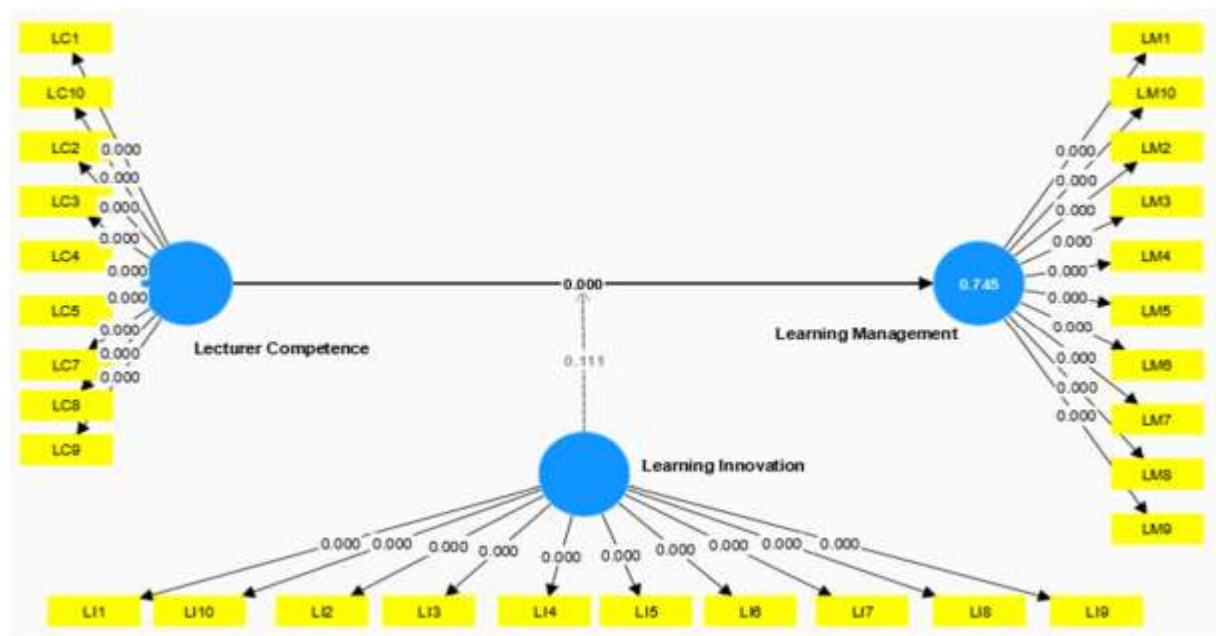 LC1
LC10
LC2
LC3
LC4
LC5
LC7
LC8
LC9
0.000
0.000
0.000
0.000
0.000
0.000
0.000
0.000
0.000
Lecturer Competence
0.000
0.111
Learning Innovation
0.745
Learning Management
0.000
0.000
0.000
0.000
0.000
0.000
0.000
0.000
0.000
0.000
LM1
LM10
LM2
LM3
LM4
LM5
LM6
LM7
LM8
LM9
0.000
0.000
0.000
0.000
0.000
0.000
0.000
0.000
0.000
0.000
LI1
LI10
LI2
LI3
LI4
LI5
LI6
LI7
LI8
LI9